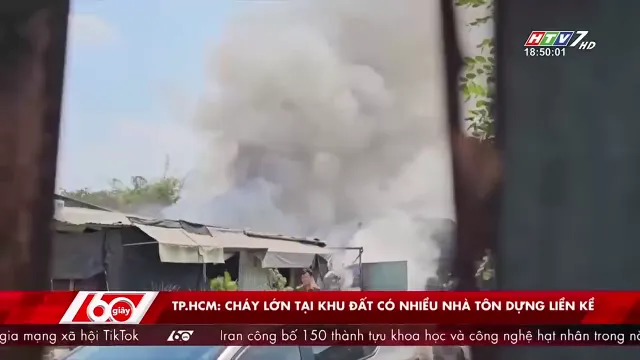 HTV7 HD
18:50:01
60 giây
TP.HCM: CHÁY LỚN TẠI KHU ĐẤT CÓ NHIỀU NHÀ TÔN DỰNG LIỀN KỀ
gia mạng xã hội TikTok 60 Iran công bố 150 thành tựu khoa học và công nghệ hạt nhân trong n